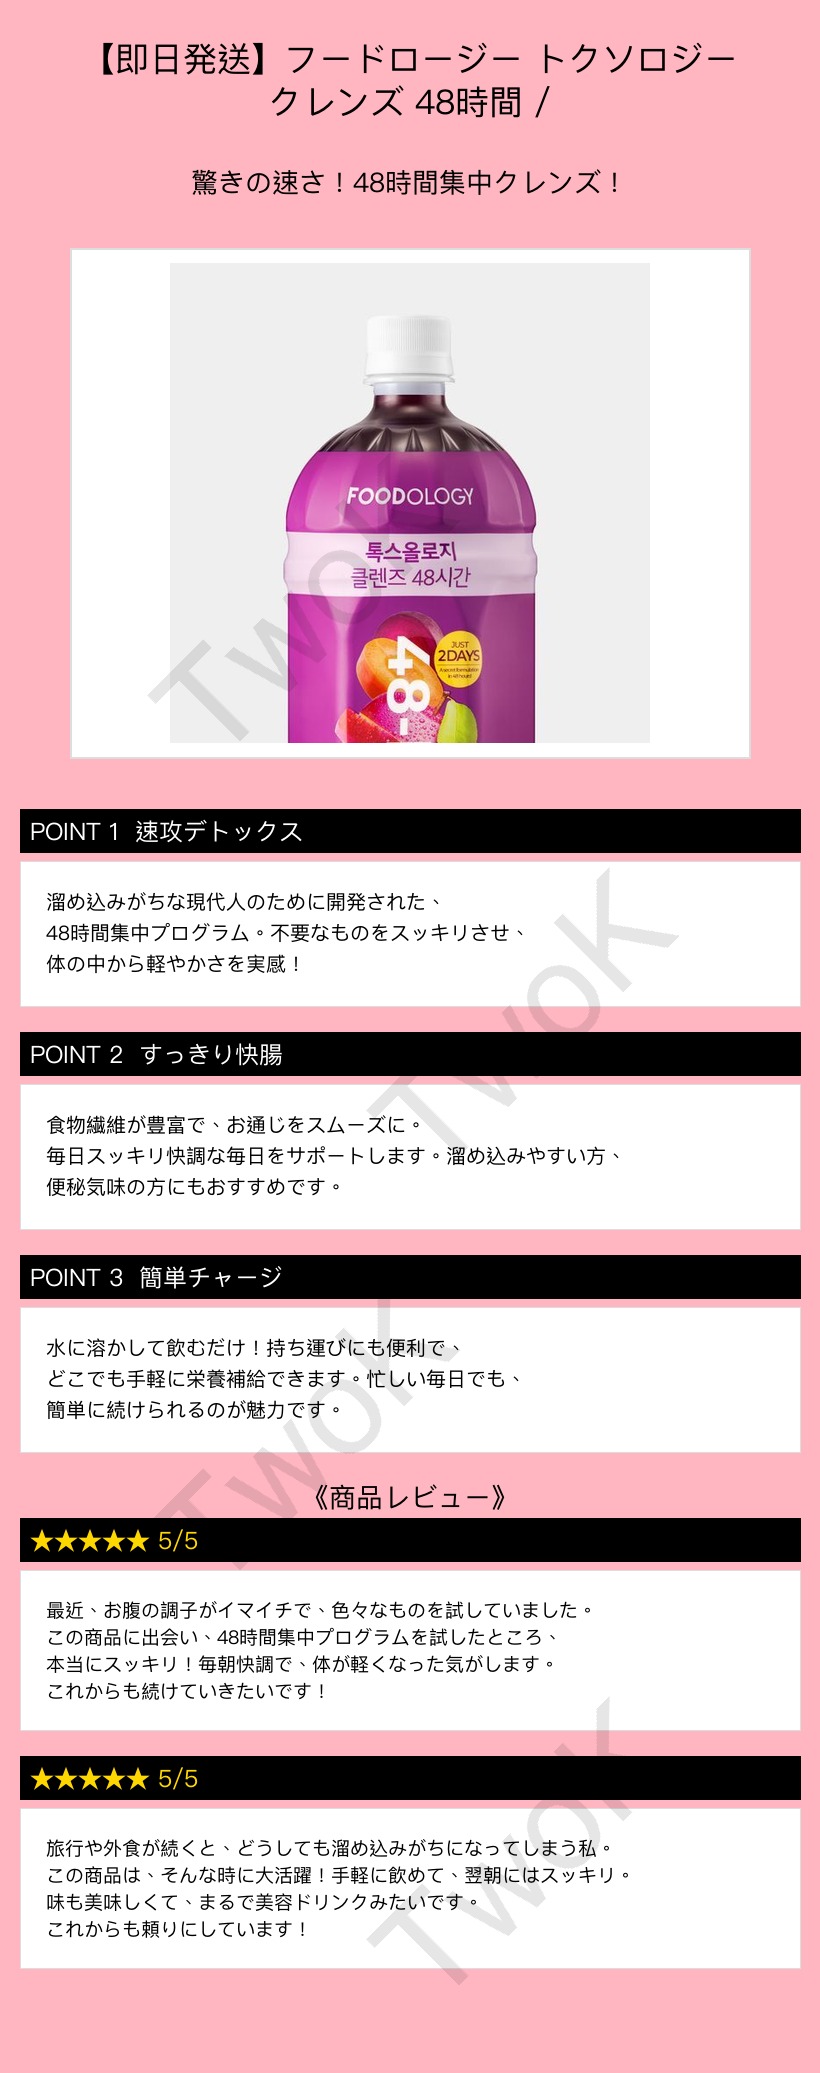 【即日発送】フードロージー トクソロジー
クレンズ 48時間 /
驚きの速さ！48時間集中クレンズ！
FOODOLOGY
톡스올로지
클렌즈 48시간
JUST
2DAYS
A secret formulation
in 48 hours!
48-
TwoK
POINT 1 速攻デトックス
溜め込みがちな現代人のために開発された、
48時間集中プログラム。不要なものをスッキリさせ、
体の中から軽やかさを実感！
TwoK
POINT 2 すっきり快腸
食物繊維が豊富で、お通じをスムーズに。
毎日スッキリ快調な毎日をサポートします。溜め込みやすい方、
便秘気味の方にもおすすめです。
POINT 3 簡単チャージ
水に溶かして飲むだけ！持ち運びにも便利で、
どこでも手軽に栄養補給できます。忙しい毎日でも、
簡単に続けられるのが魅力です。
TwoK
《商品レビュー》
★★★★★ 5/5
最近、お腹の調子がイマイチで、色々なものを試していました。
この商品に出会い、48時間集中プログラムを試したところ、
本当にスッキリ！毎朝快調で、体が軽くなった気がします。
これからも続けていきたいです！
★★★★★ 5/5
旅行や外食が続くと、どうしても溜め込みがちになってしまう私。
この商品は、そんな時に大活躍！手軽に飲めて、翌朝にはスッキリ。
味も美味しくて、まるで美容ドリンクみたいです。
これからも頼りにしています！
TwoK